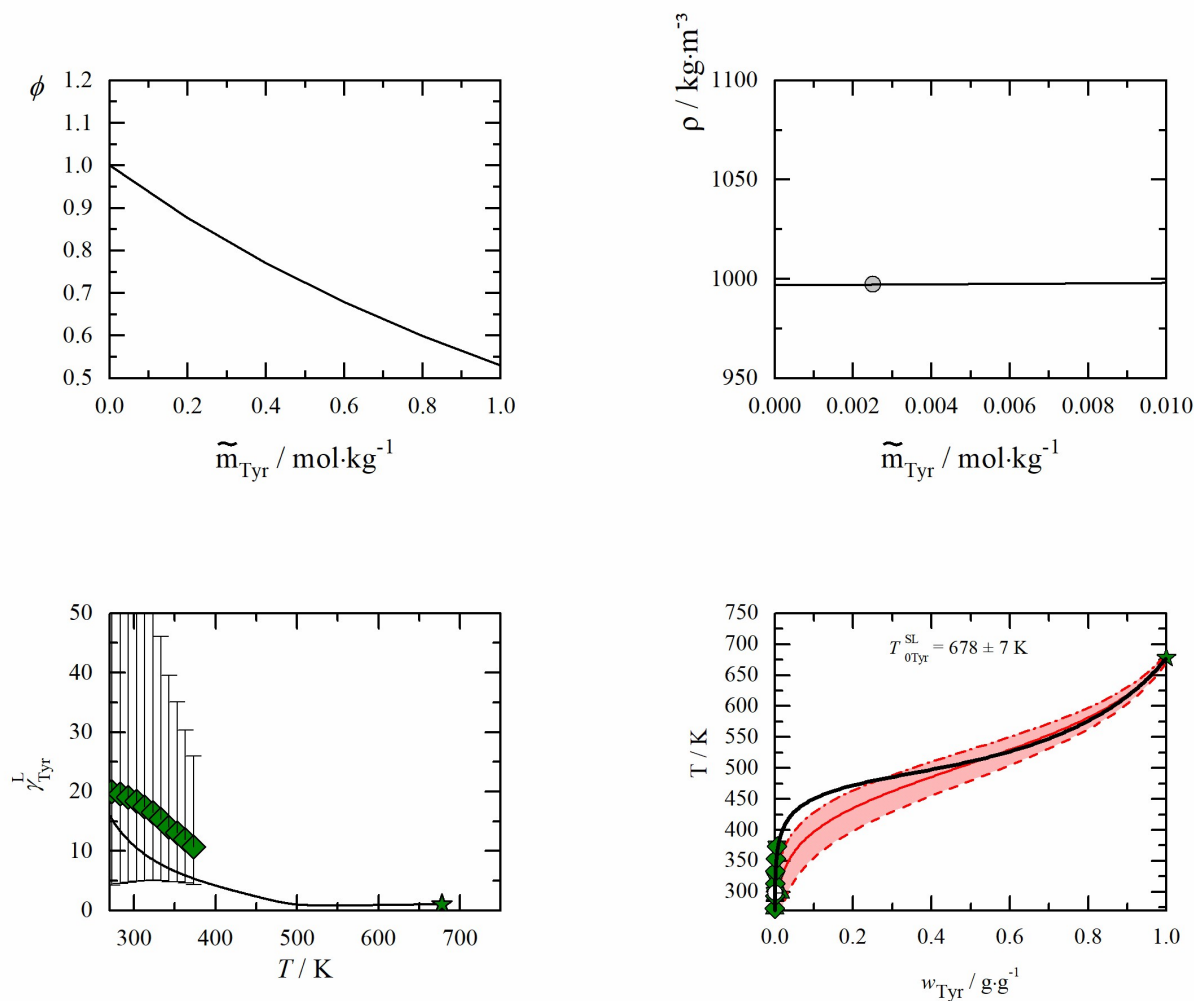 ϕ
1.2
1.1
1.0
0.9
0.8
0.7
0.6
0.5
0.0 0.2 0.4 0.6 0.8 1.0
m̃Tyr / mol·kg-1
ρ / kg·m-3
1100
1050
1000
950
0.000 0.002 0.004 0.006 0.008 0.010
m̃Tyr / mol·kg-1
γLTyr
50
40
30
20
10
0
300 400 500 600 700
T / K
T / K
750
700
650
600
550
500
450
400
350
300
TSL0Tyr = 678 ± 7 K
0.0 0.2 0.4 0.6 0.8 1.0
wTyr / g·g-1